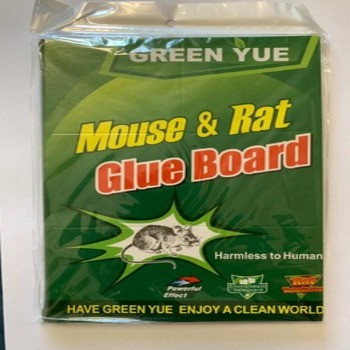 GREEN YUE
Mouse & Rat
Glue Board
Harmless to Human
Powerful
Effect
HAVE GREEN YUE ENJOY A CLEAN WORLD